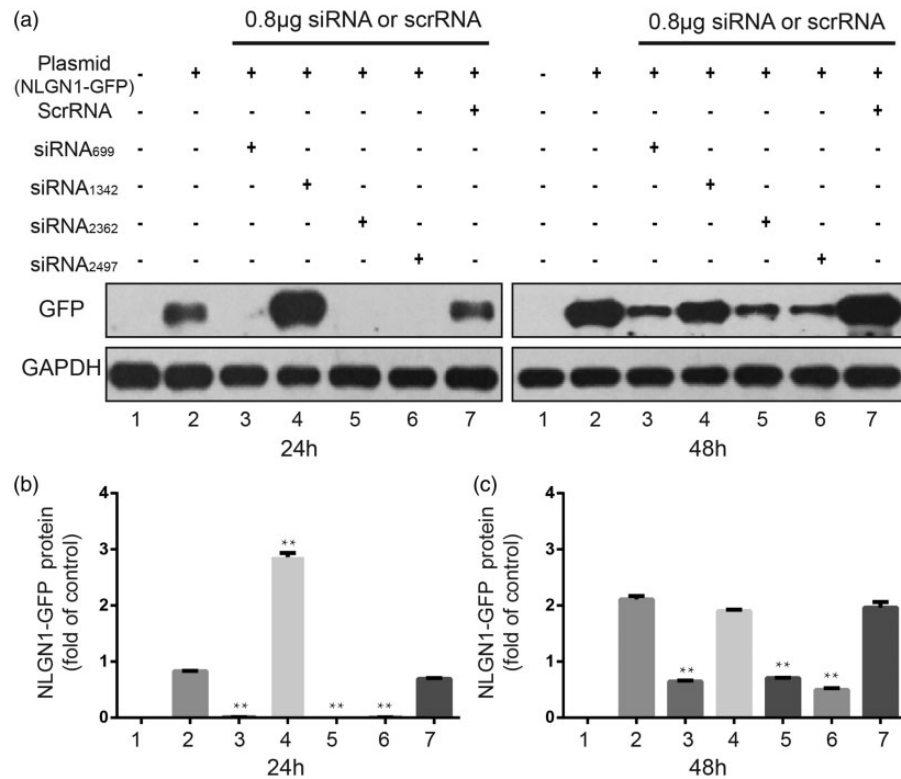 (a)
0.8μg siRNA or scrRNA 0.8μg siRNA or scrRNA
Plasmid
(NLGN1-GFP) - + + + + + + - + + + + + +
ScrRNA - - - - - - + - - - - - - +
siRNA699 - - + - - - - - - + - - - -
siRNA1342 - - - + - - - - - - + - - -
siRNA2362 - - - - + - - - - - - + - -
siRNA2497 - - - - - + - - - - - - + -
GFP
GAPDH
1 2 3 4 5 6 7 1 2 3 4 5 6 7
24h 48h
(b)
NLGN1-GFP protein
(fold of control)
4
3
2
1
0
**
**
**
**
1 2 3 4 5 6 7
24h
(c)
NLGN1-GFP protein
(fold of control)
4
3
2
1
0
**
**
**
1 2 3 4 5 6 7
48h